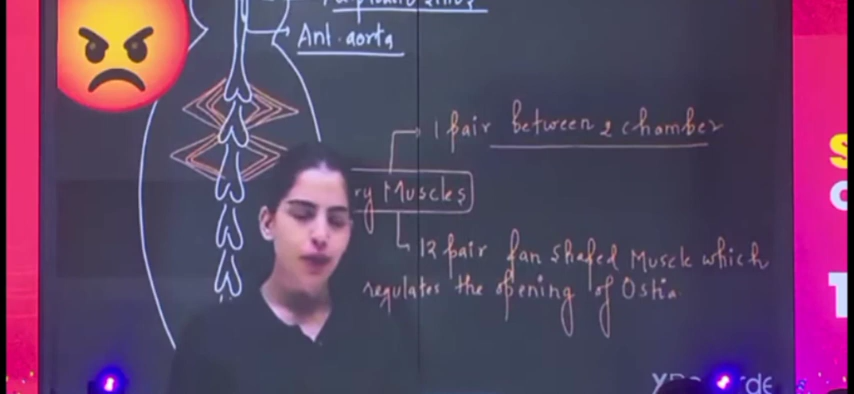 Ant. aorta
1 pair between 2 chamber
ry Muscles
12 pair fan shaped Muscle which
regulates the opening of Ostia